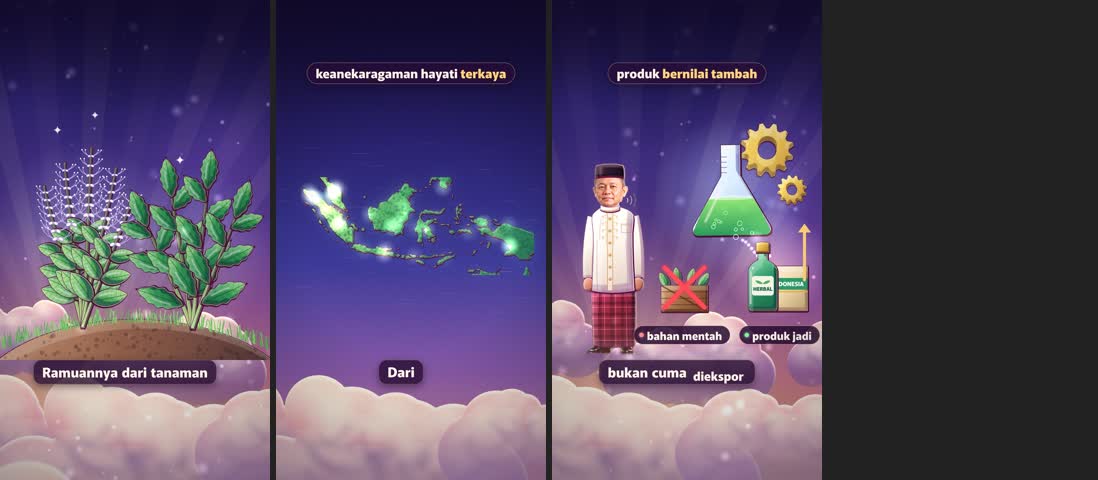 Ramuannya dari tanaman
keanekaragaman hayati terkaya
Dari
produk bernilai tambah
HERBAL
DONESIA
bahan mentah
produk jadi
bukan cuma diekspor